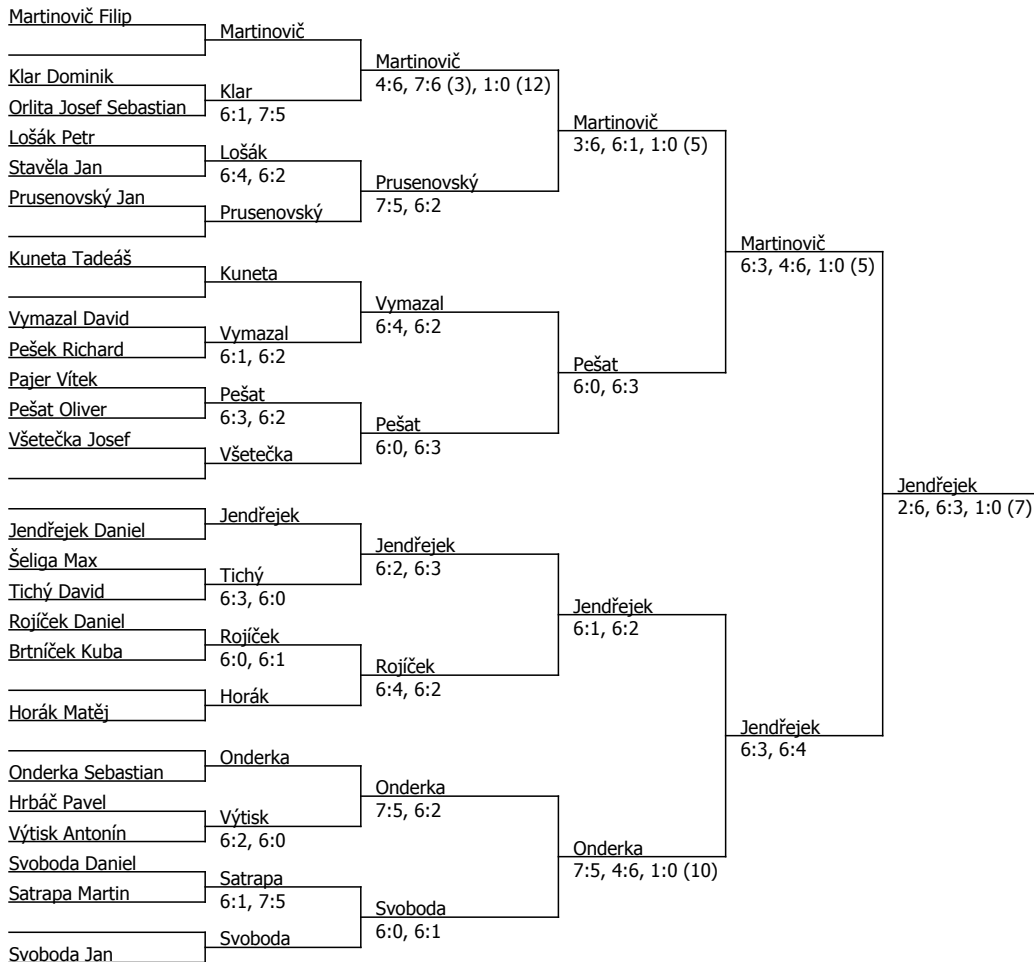 Martinovič Filip
Klar Dominik
Orlita Josef Sebastian
Lošák Petr
Stavěla Jan
Prusenovský Jan
Kuneta Tadeáš
Vymazal David
Pešek Richard
Pajer Vítek
Pešat Oliver
Všetečka Josef
Jendřejek Daniel
Šeliga Max
Tichý David
Rojíček Daniel
Brtníček Kuba
Horák Matěj
Onderka Sebastian
Hrbáč Pavel
Výtisk Antonín
Svoboda Daniel
Satrapa Martin
Svoboda Jan
Martinovič
Klar
6:1, 7:5
Lošák
6:4, 6:2
Prusenovský
Kuneta
Vymazal
6:1, 6:2
Pešat
6:3, 6:2
Všetečka
Jendřejek
Tichý
6:3, 6:0
Rojíček
6:0, 6:1
Horák
Onderka
Výtisk
6:2, 6:0
Satrapa
6:1, 7:5
Svoboda
Martinovič
4:6, 7:6 (3), 1:0 (12)
Prusenovský
7:5, 6:2
Vymazal
6:4, 6:2
Pešat
6:0, 6:3
Jendřejek
6:2, 6:3
Rojíček
6:4, 6:2
Onderka
7:5, 6:2
Svoboda
6:0, 6:1
Martinovič
3:6, 6:1, 1:0 (5)
Pešat
6:0, 6:3
Jendřejek
6:1, 6:2
Onderka
7:5, 4:6, 1:0 (10)
Martinovič
6:3, 4:6, 1:0 (5)
Jendřejek
6:3, 6:4
Jendřejek
2:6, 6:3, 1:0 (7)